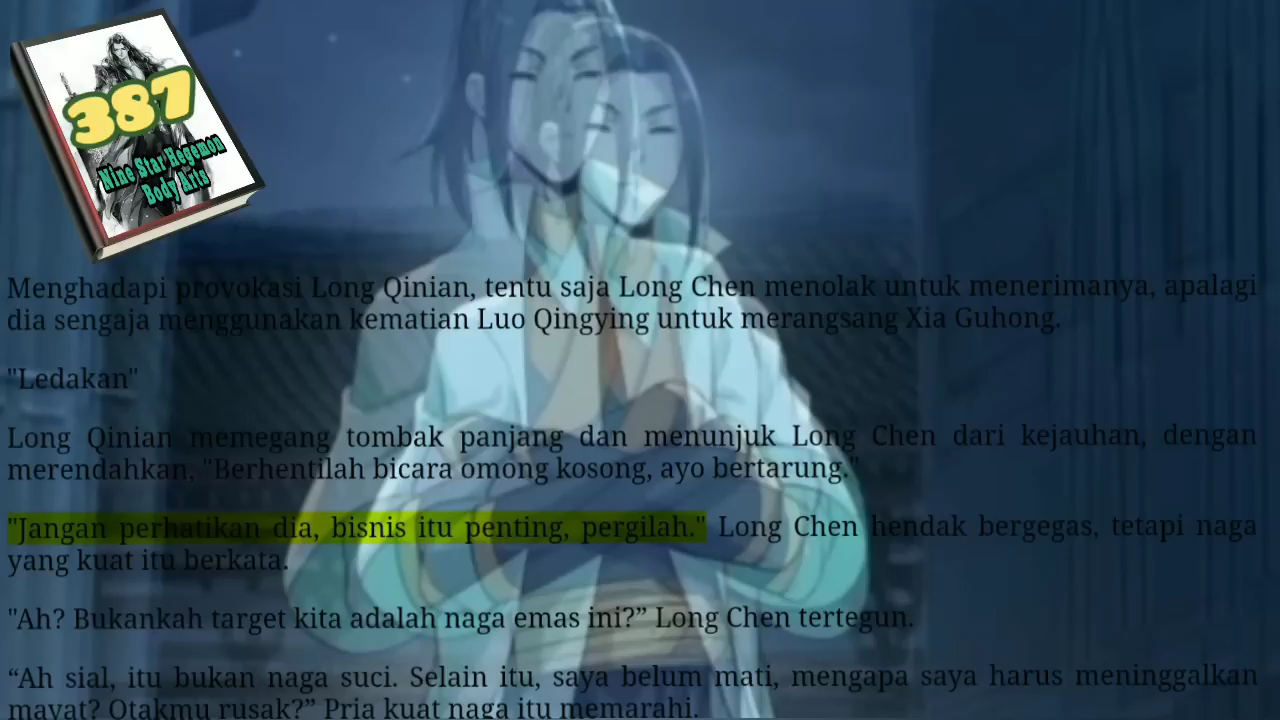 387
Nine Star Hegemon
Body Arts
Menghadapi provokasi Long Qinian, tentu saja Long Chen menolak untuk menerimanya, apalagi
dia sengaja menggunakan kematian Luo Qingying untuk merangsang Xia Guhong.
"Ledakan"
Long Qinian memegang tombak panjang dan menunjuk Long Chen dari kejauhan, dengan
merendahkan. "Berhentilah bicara omong kosong, ayo bertarung."
"Jangan perhatikan dia, bisnis itu penting, pergilah." Long Chen hendak bergegas, tetapi naga
yang kuat itu berkata.
"Ah? Bukankah target kita adalah naga emas ini?” Long Chen tertegun.
“Ah sial, itu bukan naga suci. Selain itu, saya belum mati, mengapa saya harus meninggalkan
mayat? Otakmu rusak?” Pria kuat naga itu memarahi.